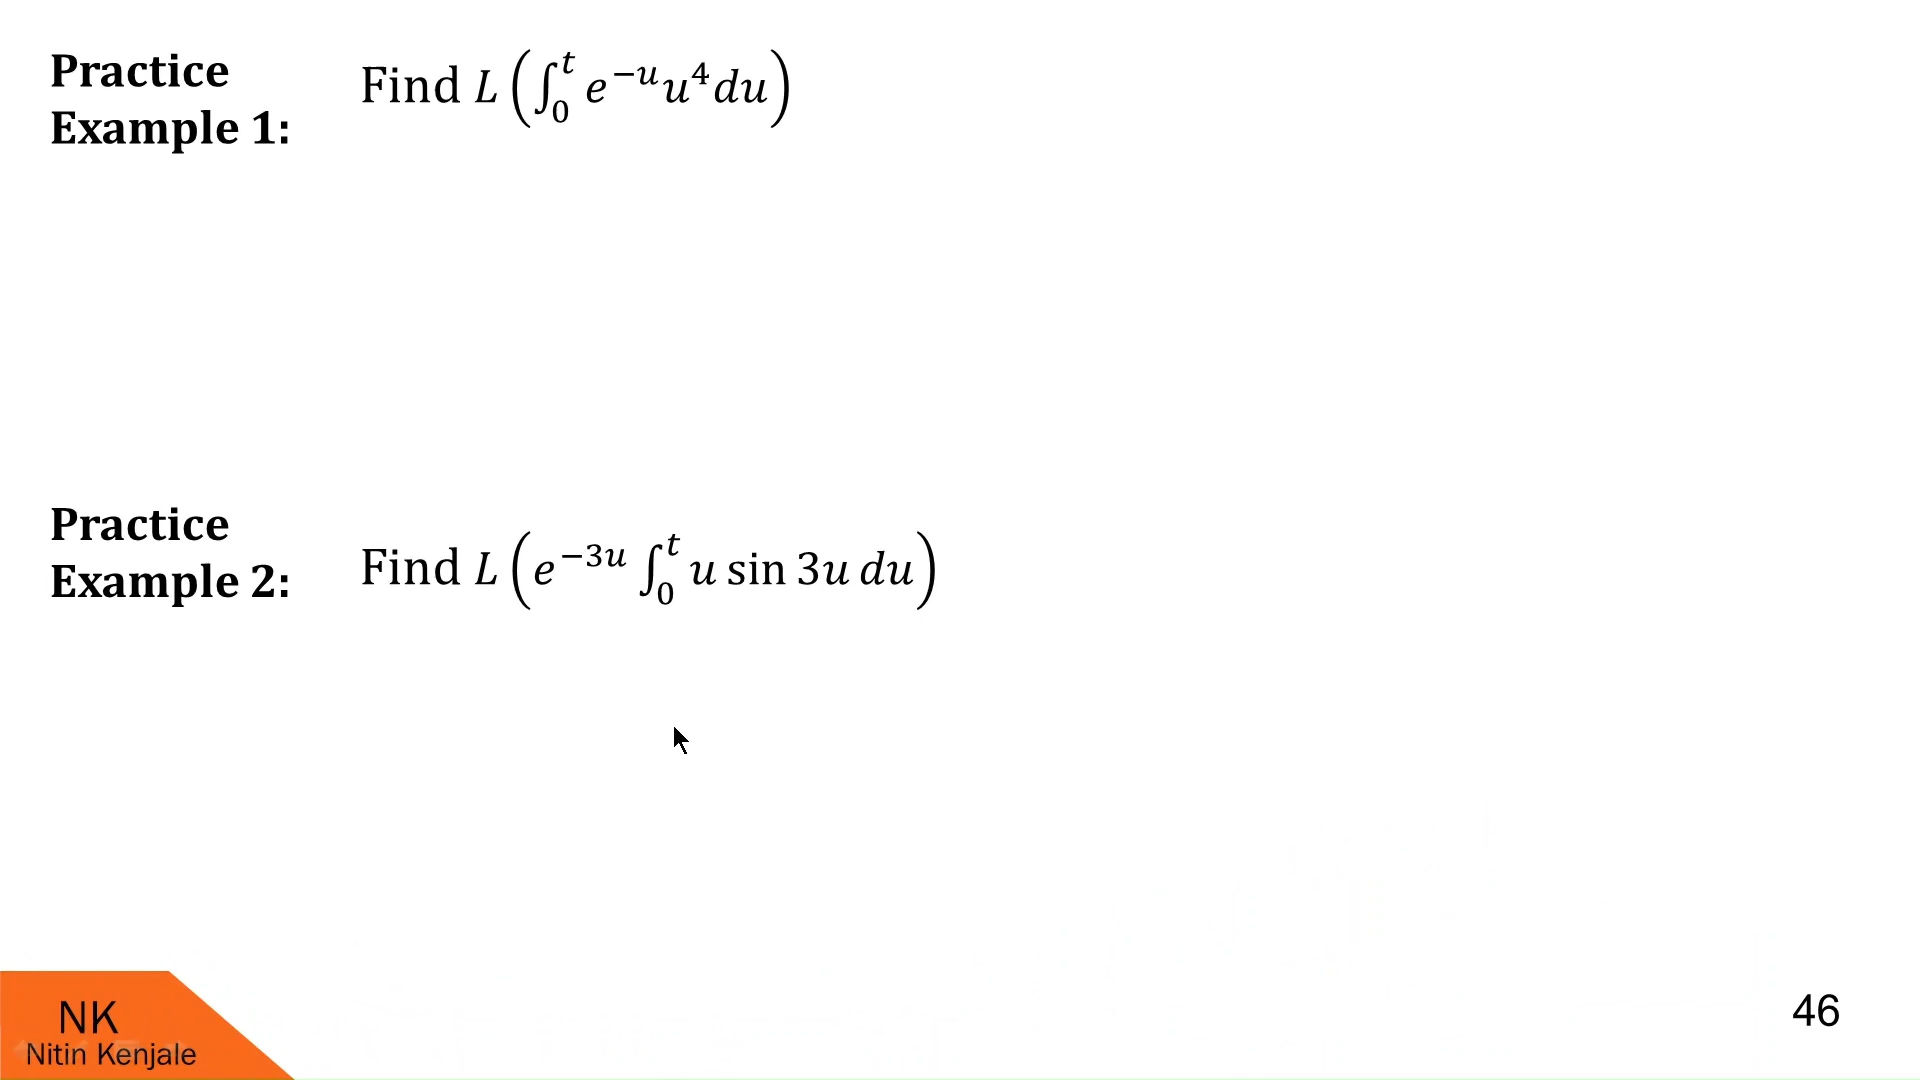 Practice
Example 1:
Find L(∫₀ᵗ e⁻ᵘu⁴du)
Practice
Example 2:
Find L(e⁻³ᵘ ∫₀ᵗ u sin 3u du)
NK
Nitin Kenjale
46